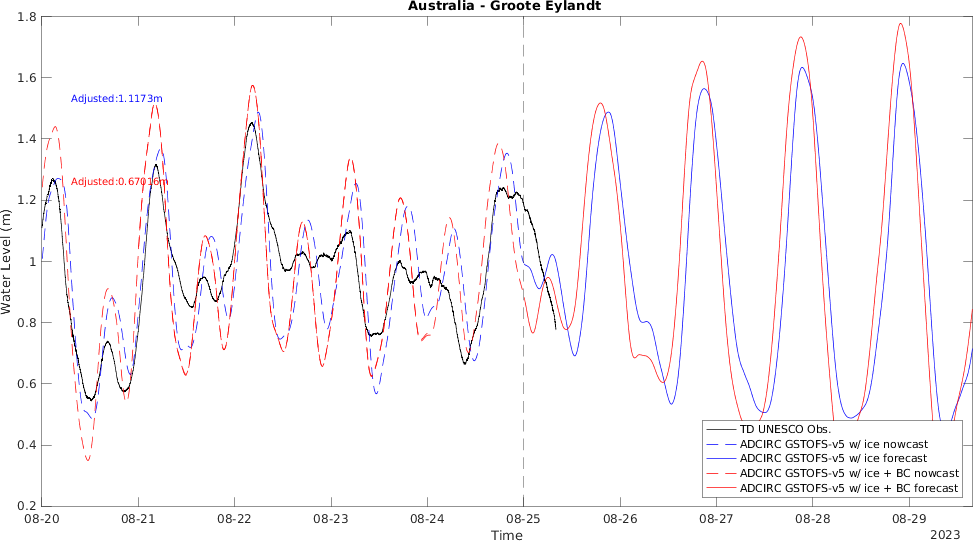 Australia - Groote Eylandt
1.8
1.6
1.4
1.2
1
0.8
0.6
0.4
0.2
Water Level (m)
Adjusted:1.1173m
Adjusted:0.67016m
TD UNESCO Obs.
ADCIRC GSTOFS-v5 w/ ice nowcast
ADCIRC GSTOFS-v5 w/ ice forecast
ADCIRC GSTOFS-v5 w/ ice + BC nowcast
ADCIRC GSTOFS-v5 w/ ice + BC forecast
08-20 08-21 08-22 08-23 08-24 08-25 08-26 08-27 08-28 08-29
Time
2023